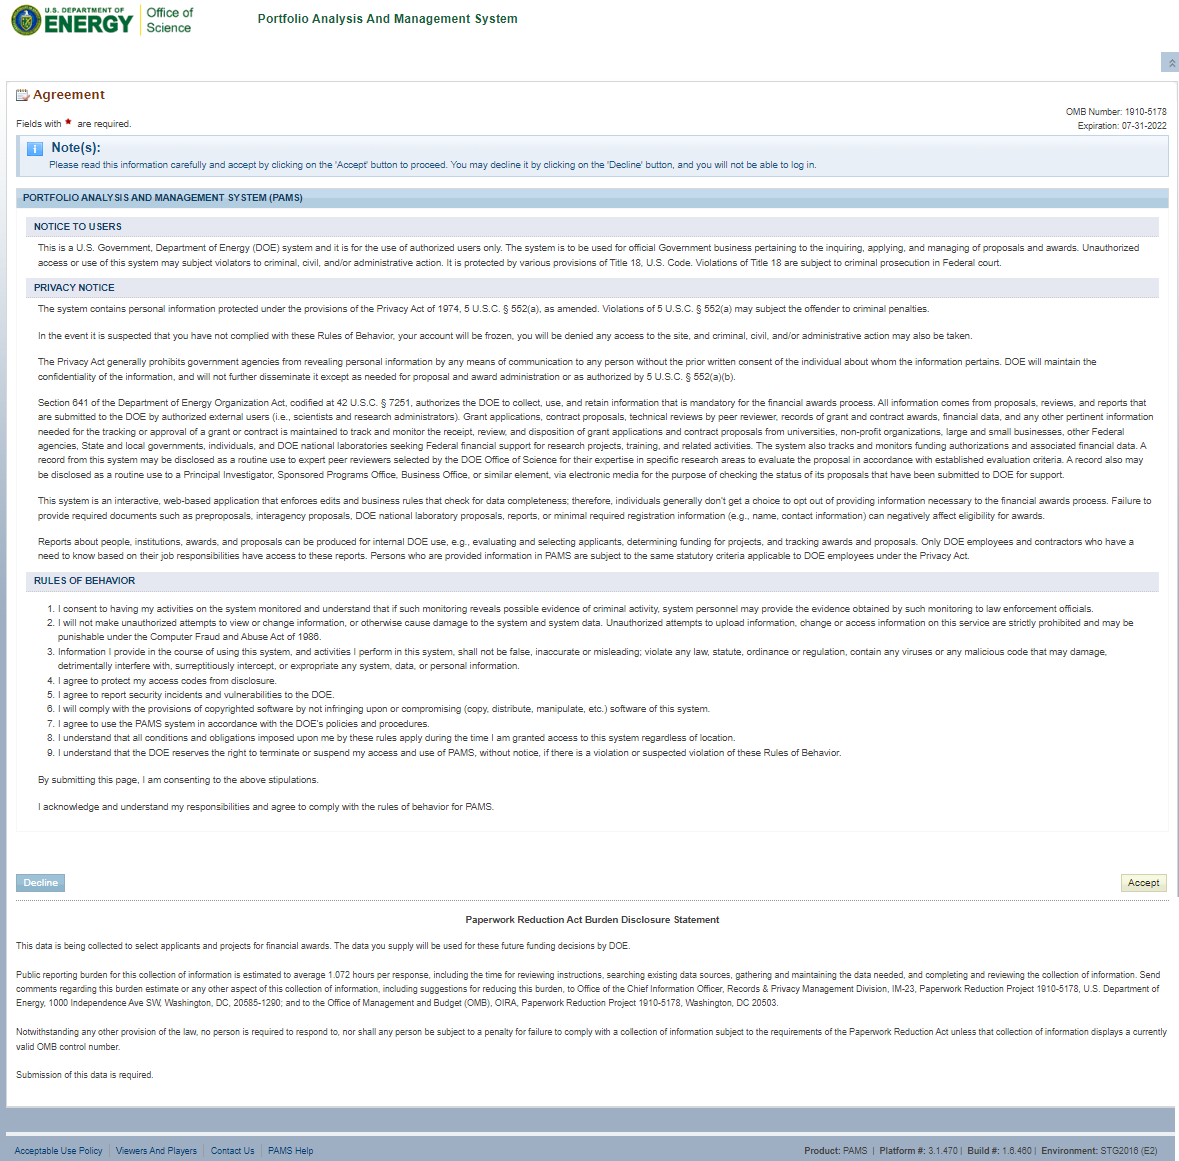 U.S. DEPARTMENT OF
ENERGY
Office of
Science
Portfolio Analysis And Management System
Agreement
OMB Number: 1910-5178
Fields with * are required.
Expiration: 07-31-2022
Note(s):
Please read this information carefully and accept by clicking on the 'Accept' button to proceed. You may decline it by clicking on the 'Decline' button, and you will not be able to log in.
PORTFOLIO ANALYSIS AND MANAGEMENT SYSTEM (PAMS)
NOTICE TO USERS
This is a U.S. Government, Department of Energy (DOE) system and it is for the use of authorized users only. The system is to be used for official Government business pertaining to the inquiring, applying, and managing of proposals and awards. Unauthorized
access or use of this system may subject violators to criminal, civil, and/or administrative action. It is protected by various provisions of Title 18, U.S. Code. Violations of Title 18 are subject to criminal prosecution in Federal court.
PRIVACY NOTICE
The system contains personal information protected under the provisions of the Privacy Act of 1974, 5 U.S.C. § 552(a), as amended. Violations of 5 U.S.C. § 552(a) may subject the offender to criminal penalties.
In the event it is suspected that you have not complied with these Rules of Behavior, your account will be frozen, you will be denied any access to the site, and criminal, civil, and/or administrative action may also be taken.
The Privacy Act generally prohibits government agencies from revealing personal information by any means of communication to any person without the prior written consent of the individual about whom the information pertains. DOE will maintain the
confidentiality of the information, and will not further disseminate it except as needed for proposal and award administration or as authorized by 5 U.S.C. § 552(a)(b).
Section 641 of the Department of Energy Organization Act, codified at 42 U.S.C. § 7251, authorizes the DOE to collect, use, and retain information that is mandatory for the financial awards process. All information comes from proposals, reviews, and reports that
are submitted to the DOE by authorized external users (i.e., scientists and research administrators). Grant applications, contract proposals, technical reviews by peer reviewer, records of grant and contract awards, financial data, and any other pertinent information
needed for the tracking or approval of a grant or contract is maintained to track and monitor the receipt, review, and disposition of grant applications and contract proposals from universities, non-profit organizations, large and small businesses, other Federal
agencies, State and local governments, individuals, and DOE national laboratories seeking Federal financial support for research projects, training, and related activities. The system also tracks and monitors funding authorizations and associated financial data. A
record from this system may be disclosed as a routine use to expert peer reviewers selected by the DOE Office of Science for their expertise in specific research areas to evaluate the proposal in accordance with established evaluation criteria. A record also may
be disclosed as a routine use to a Principal Investigator, Sponsored Programs Office, Business Office, or similar element, via electronic media for the purpose of checking the status of its proposals that have been submitted to DOE for support.
This system is an interactive, web-based application that enforces edits and business rules that check for data completeness; therefore, individuals generally don't get a choice to opt out of providing information necessary to the financial awards process. Failure to
provide required documents such as preproposals, interagency proposals, DOE national laboratory proposals, reports, or minimal required registration information (e.g., name, contact information) can negatively affect eligibility for awards.
Reports about people, institutions, awards, and proposals can be produced for internal DOE use, e.g., evaluating and selecting applicants, determining funding for projects, and tracking awards and proposals. Only DOE employees and contractors who have a
need to know based on their job responsibilities have access to these reports. Persons who are provided information in PAMS are subject to the same statutory criteria applicable to DOE employees under the Privacy Act.
RULES OF BEHAVIOR
1. I consent to having my activities on the system monitored and understand that if such monitoring reveals possible evidence of criminal activity, system personnel may provide the evidence obtained by such monitoring to law enforcement officials.
2. I will not make unauthorized attempts to view or change information, or otherwise cause damage to the system and system data. Unauthorized attempts to upload information, change or access information on this service are strictly prohibited and may be
punishable under the Computer Fraud and Abuse Act of 1986.
3. Information I provide in the course of using this system, and activities I perform in this system, shall not be false, inaccurate or misleading; violate any law, statute, ordinance or regulation, contain any viruses or any malicious code that may damage,
detrimentally interfere with, surreptitiously intercept, or expropriate any system, data, or personal information.
4. I agree to protect my access codes from disclosure.
5. I agree to report security incidents and vulnerabilities to the DOE.
6. I will comply with the provisions of copyrighted software by not infringing upon or compromising (copy, distribute, manipulate, etc.) software of this system.
7. I agree to use the PAMS system in accordance with the DOE's policies and procedures.
8. I understand that all conditions and obligations imposed upon me by these rules apply during the time I am granted access to this system regardless of location.
9. I understand that the DOE reserves the right to terminate or suspend my access and use of PAMS, without notice, if there is a violation or suspected violation of these Rules of Behavior.
By submitting this page, I am consenting to the above stipulations.
I acknowledge and understand my responsibilities and agree to comply with the rules of behavior for PAMS.
Decline
Accept
Paperwork Reduction Act Burden Disclosure Statement
This data is being collected to select applicants and projects for financial awards. The data you supply will be used for these future funding decisions by DOE.
Public reporting burden for this collection of information is estimated to average 1.072 hours per response, including the time for reviewing instructions, searching existing data sources, gathering and maintaining the data needed, and completing and reviewing the collection of information. Send
comments regarding this burden estimate or any other aspect of this collection of information, including suggestions for reducing this burden, to Office of the Chief Information Officer, Records & Privacy Management Division, IM-23, Paperwork Reduction Project 1910-5178, U.S. Department of
Energy, 1000 Independence Ave SW, Washington, DC, 20585-1290; and to the Office of Management and Budget (OMB), OIRA, Paperwork Reduction Project 1910-5178, Washington, DC 20503.
Notwithstanding any other provision of the law, no person is required to respond to, nor shall any person be subject to a penalty for failure to comply with a collection of information subject to the requirements of the Paperwork Reduction Act unless that collection of information displays a currently
valid OMB control number.
Submission of this data is required.
Acceptable Use Policy | Viewers And Players | Contact Us | PAMS Help
Product: PAMS | Platform #: 3.1.470 | Build #: 1.6.460 | Environment: STG2016 (E2)